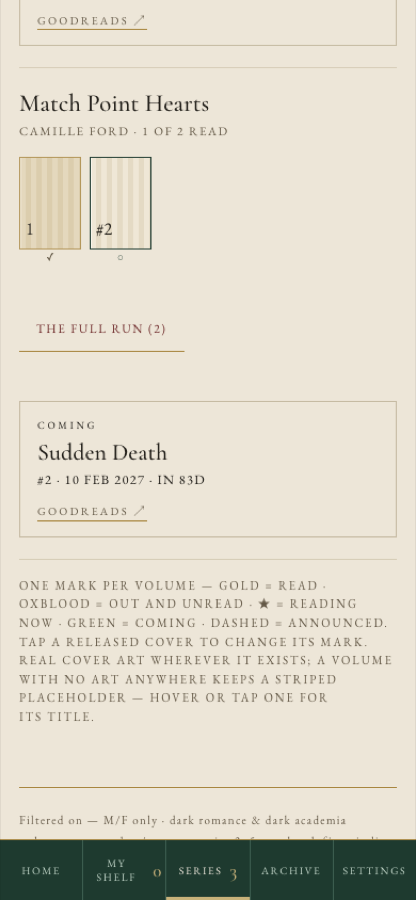 GOODREADS ↗
Match Point Hearts
CAMILLE FORD · 1 OF 2 READ
1
#2
✓
○
THE FULL RUN (2)
COMING
Sudden Death
#2 · 10 FEB 2027 · IN 83D
GOODREADS ↗
ONE MARK PER VOLUME — GOLD = READ ·
OXBLOOD = OUT AND UNREAD · ★ = READING
NOW · GREEN = COMING · DASHED = ANNOUNCED.
TAP A RELEASED COVER TO CHANGE ITS MARK.
REAL COVER ART WHEREVER IT EXISTS; A VOLUME
WITH NO ART ANYWHERE KEEPS A STRIPED
PLACEHOLDER — HOVER OR TAP ONE FOR
ITS TITLE.
Filtered on — M/F only · dark romance & dark academia
HOME
MY SHELF 0
SERIES 3
ARCHIVE
SETTINGS